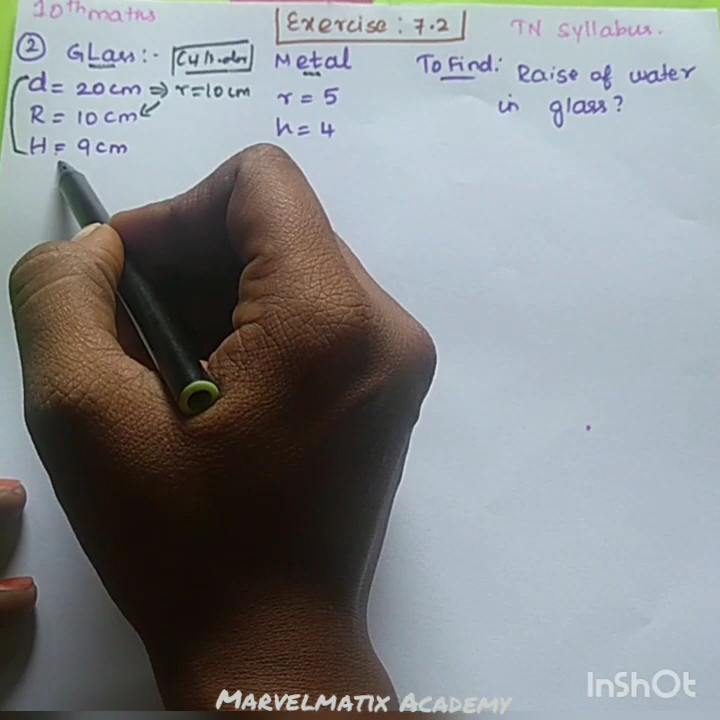 10th maths
Exercise : 7.2
TN Syllabus.
② GLass:-
Metal
To Find: Raise of water
in glass?
d = 20cm ⇒ r=10cm
R = 10cm
H = 9cm
r = 5
h = 4
MARVELMATIX ACADEMY
InShOt